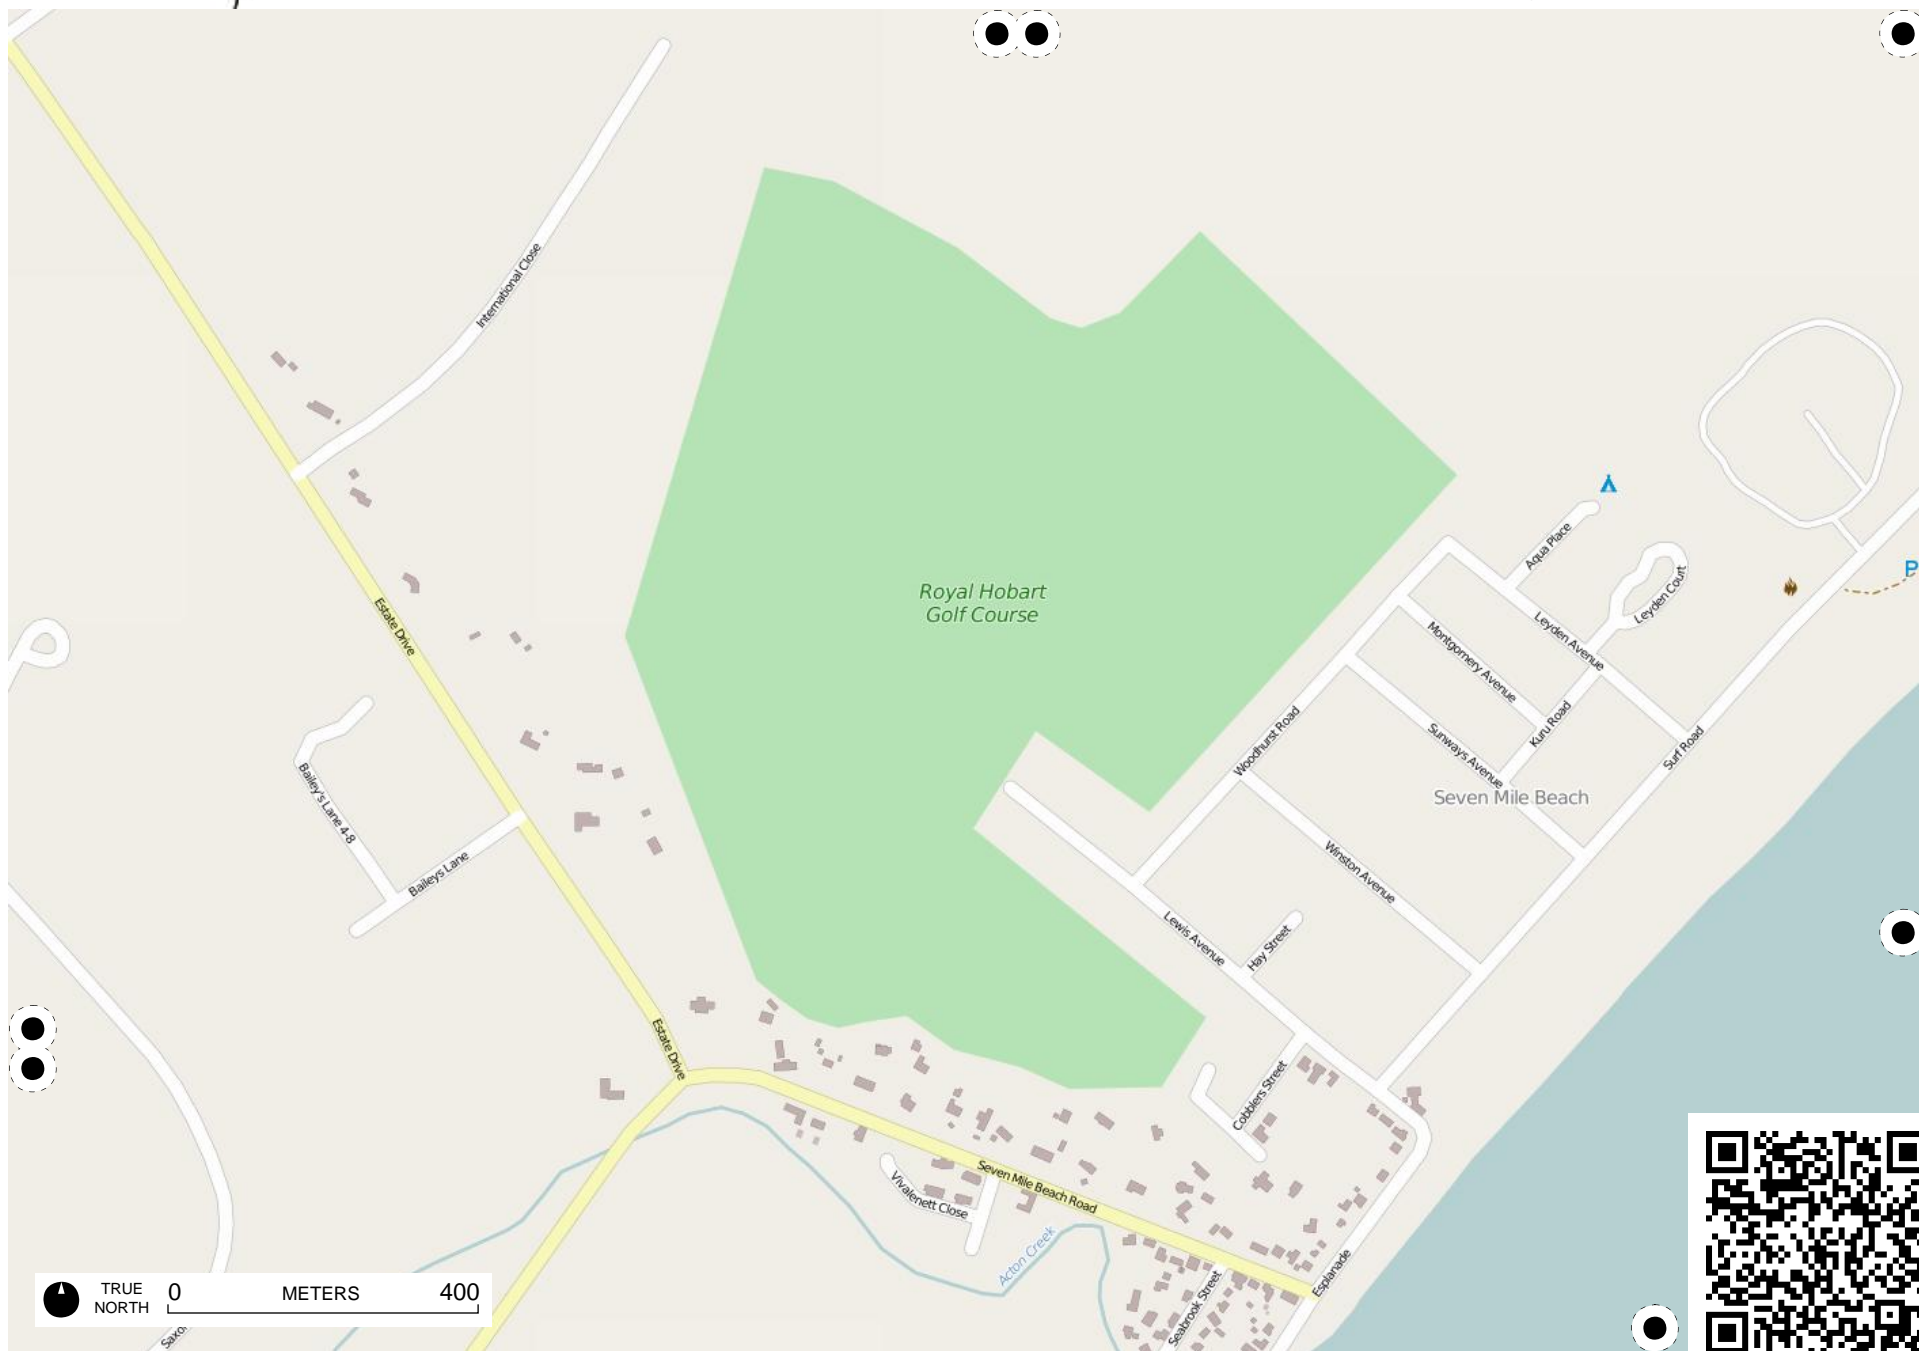 International Close
Estate Drive
Royal Hobart
Golf Course
Aqua Place
Leyden Court
P
Leyden Avenue
Montgomery Avenue
Kuru Road
Sunways Avenue
Surf Road
Woodhurst Road
Seven Mile Beach
Bailey's Lane 4-8
Baileys Lane
Winston Avenue
Lewis Avenue
Hay Street
Estate Drive
Cobblers Street
Seven Mile Beach Road
Vivalenett Close
Acton Creek
Esplanade
Seabrook Street
TRUE
NORTH
0 METERS 400